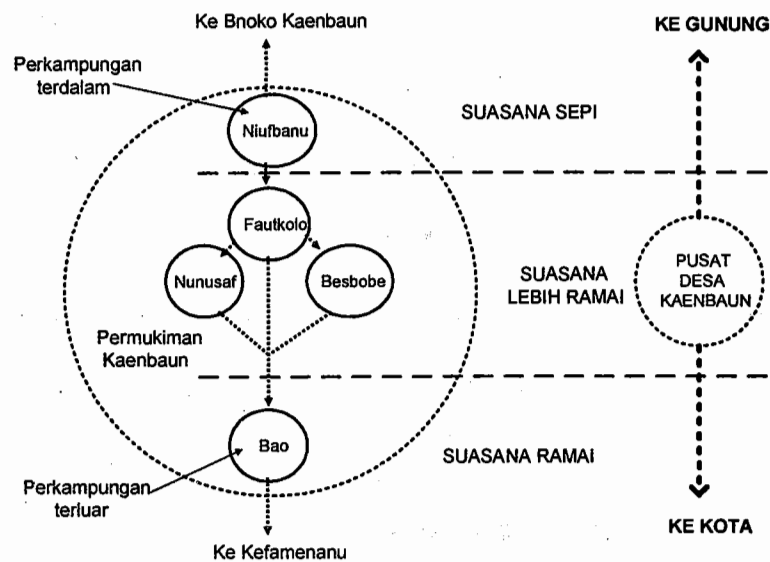 Ke Bnoko Kaenbaun
KE GUNUNG
Perkampungan
terdalam
Niufbanu
SUASANA SEPI
Fautkolo
Nunusaf
Besbobe
SUASANA
LEBIH RAMAI
PUSAT
DESA
KAENBAUN
Permukiman
Kaenbaun
Bao
SUASANA RAMAI
Perkampungan
terluar
Ke Kefamenanu
KE KOTA